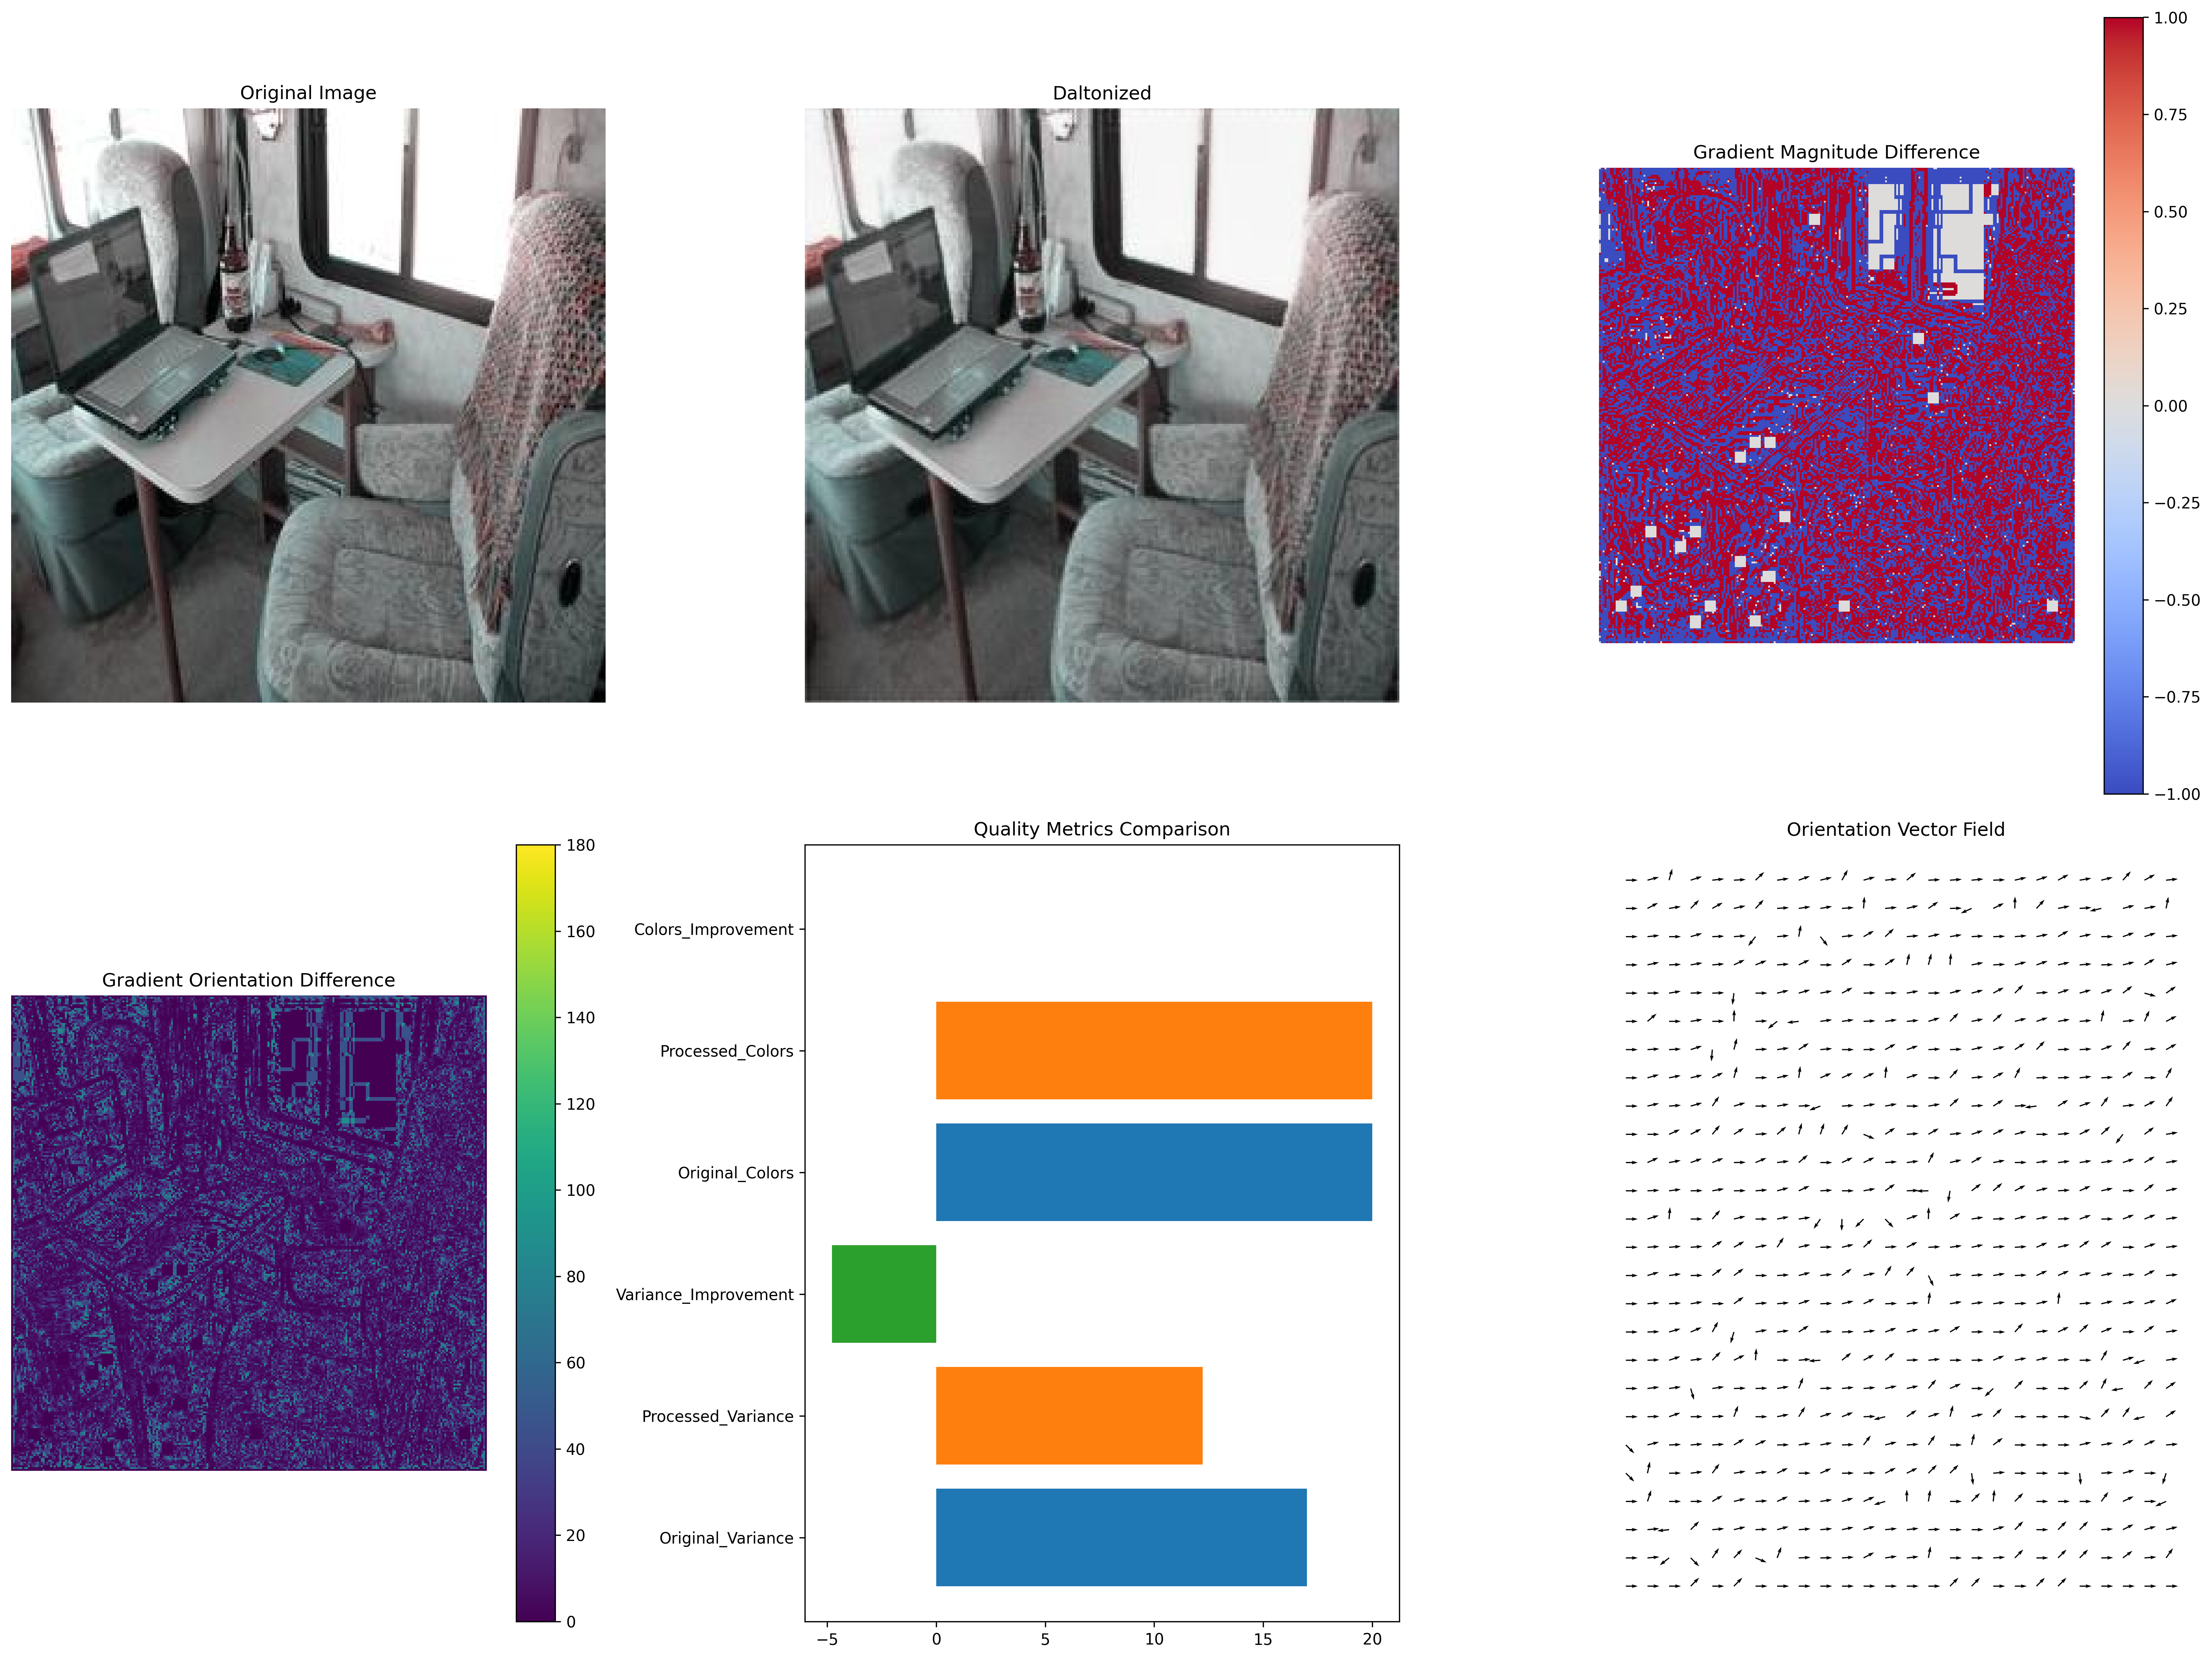 Original Image
Daltonized
Gradient Magnitude Difference
1.00
0.75
0.50
0.25
0.00
−0.25
−0.50
−0.75
−1.00
Gradient Orientation Difference
180
160
140
120
100
80
60
40
20
0
Quality Metrics Comparison
Colors_Improvement
Processed_Colors
Original_Colors
Variance_Improvement
Processed_Variance
Original_Variance
−5
0
5
10
15
20
Orientation Vector Field